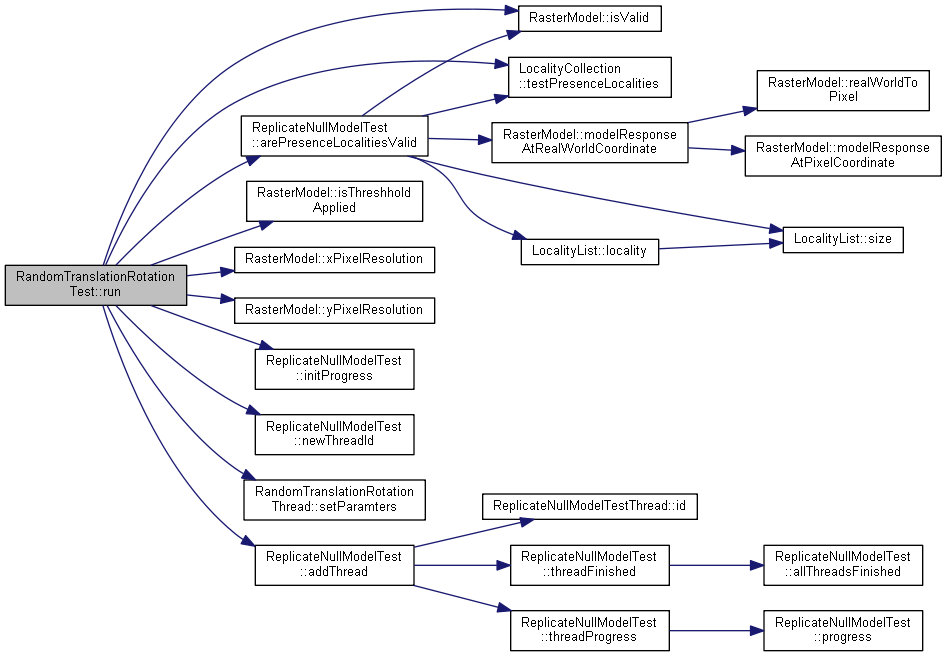 RasterModel::isValid
LocalityCollection
::testPresenceLocalities
RasterModel::realWorldTo
Pixel
ReplicateNullModelTest
::arePresenceLocalitiesValid
RasterModel::modelResponse
AtRealWorldCoordinate
RasterModel::modelResponse
AtPixelCoordinate
RasterModel::isThreshhold
Applied
LocalityList::size
LocalityList::locality
RasterModel::xPixelResolution
RandomTranslationRotation
Test::run
RasterModel::yPixelResolution
ReplicateNullModelTest
::initProgress
ReplicateNullModelTest
::newThreadId
RandomTranslationRotation
Thread::setParamters
ReplicateNullModelTestThread::id
ReplicateNullModelTest
::addThread
ReplicateNullModelTest
::threadFinished
ReplicateNullModelTest
::allThreadsFinished
ReplicateNullModelTest
::threadProgress
ReplicateNullModelTest
::progress